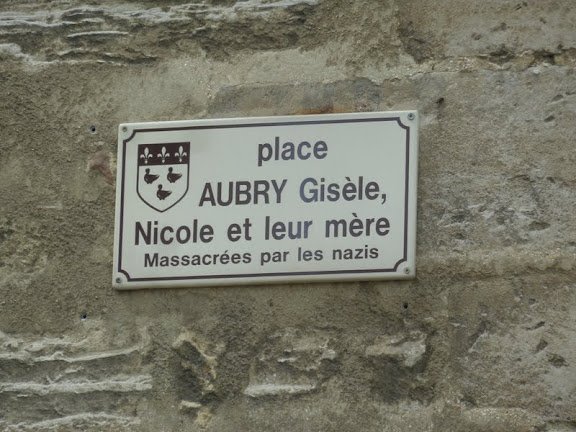 place
AUBRY Gisèle,
Nicole et leur mère
Massacrées par les nazis